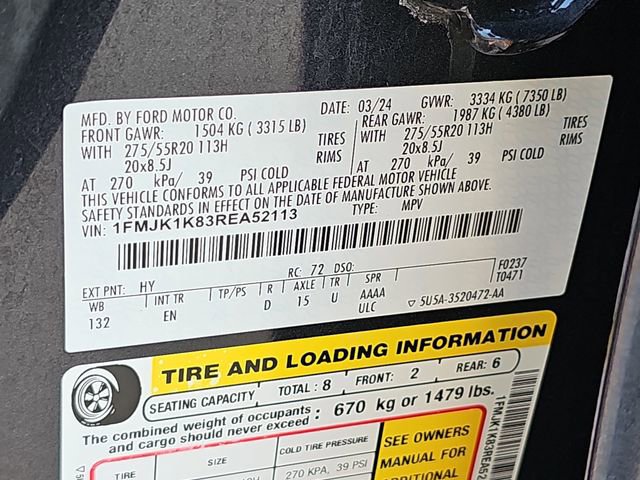 MFD. BY FORD MOTOR CO. DATE: 03/24 GVWR: 3334 KG ( 7350 LB)
FRONT GAWR: 1504 KG ( 3315 LB) REAR GAWR: 1987 KG ( 4380 LB)
WITH 275/55R20 113H TIRES WITH 275/55R20 113H TIRES
20x8.5J RIMS 20x8.5J RIMS
AT 270 kPa/ 39 PSI COLD AT 270 kPa/ 39 PSI COLD
THIS VEHICLE CONFORMS TO ALL APPLICABLE FEDERAL MOTOR VEHICLE
SAFETY STANDARDS IN EFFECT ON THE DATE OF MANUFACTURE SHOWN ABOVE.
VIN: 1FMJK1K83REA52113 TYPE: MPV
EXT PNT: HY RC: 72 DSO: F0237
WB INT TR TP/PS R AXLE TR SPR T0471
132 EN D 15 U AAAA
ULC ▽ 5U5A-3520472-AA
TIRE AND LOADING INFORMATION
SEATING CAPACITY TOTAL : 8 FRONT: 2 REAR: 6
The combined weight of occupants
and cargo should never exceed : 670 kg or 1479 lbs.
TIRE SIZE COLD TIRE PRESSURE
270 KPA, 39 PSI
SEE OWNERS
MANUAL FOR
ADDITIONAL